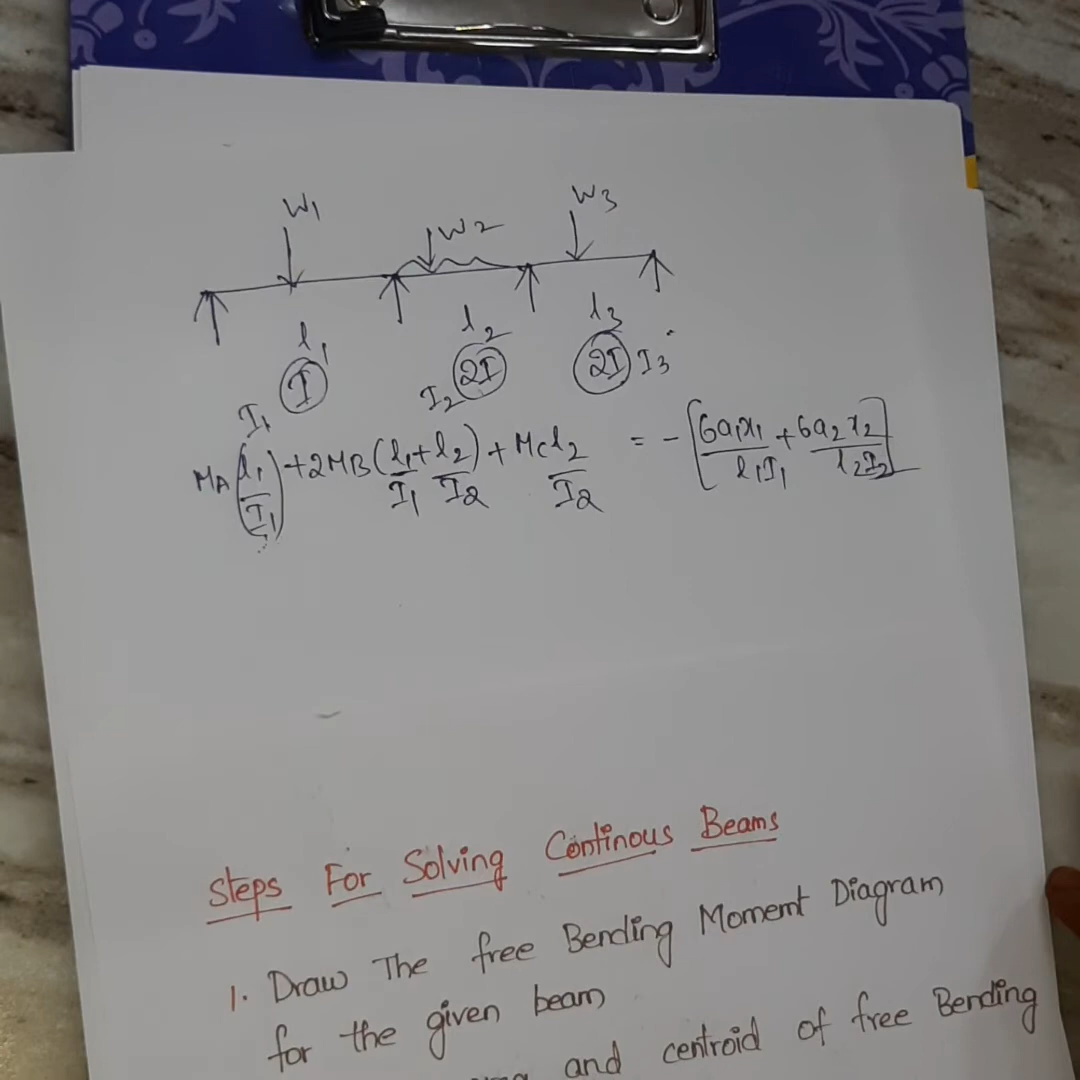 W1 W2 W3
l1 l2 l3
I 2I 2I I3
I1 I2
MA(l1/I1) + 2MB(l1/I1 + l2/I2) + Mc l2/I2 = -[6a1x1/l1I1 + 6a2x2/l2I2]
Steps For Solving Continous Beams
1. Draw The free Bending Moment Diagram
for the given beam
and centroid of free Bending